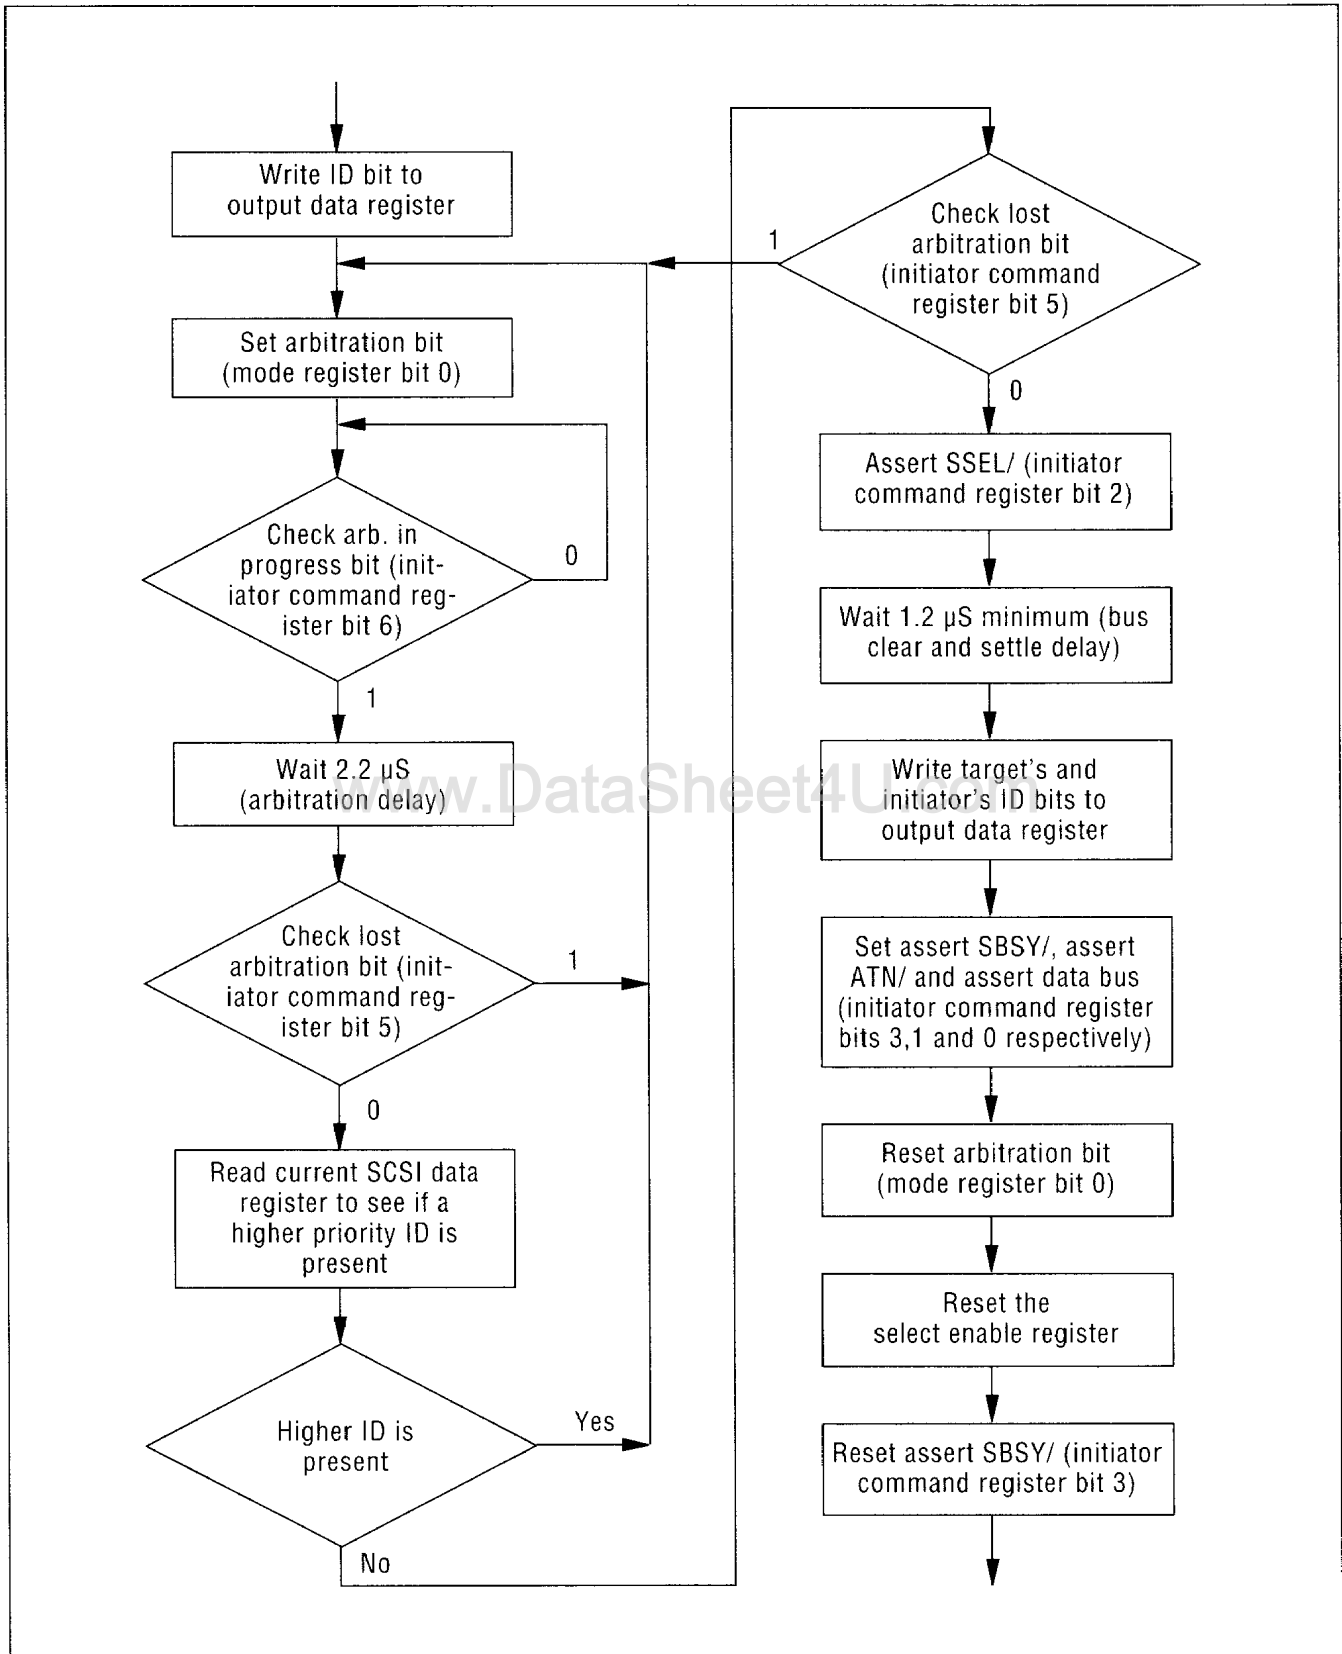 Write ID bit to
output data register
Set arbitration bit
(mode register bit 0)
Check arb. in
progress bit (init-
iator command reg-
ister bit 6)
0
1
Wait 2.2 µS
(arbitration delay)
Check lost
arbitration bit (init-
iator command reg-
ister bit 5)
1
0
Read current SCSI data
register to see if a
higher priority ID is
present
Higher ID is
present
Yes
No
Check lost
arbitration bit
(initiator command
register bit 5)
1
0
Assert SSEL/ (initiator
command register bit 2)
Wait 1.2 µS minimum (bus
clear and settle delay)
Write target's and
initiator's ID bits to
output data register
Set assert SBSY/, assert
ATN/ and assert data bus
(initiator command register
bits 3,1 and 0 respectively)
Reset arbitration bit
(mode register bit 0)
Reset the
select enable register
Reset assert SBSY/ (initiator
command register bit 3)
www.DataSheet4U.com